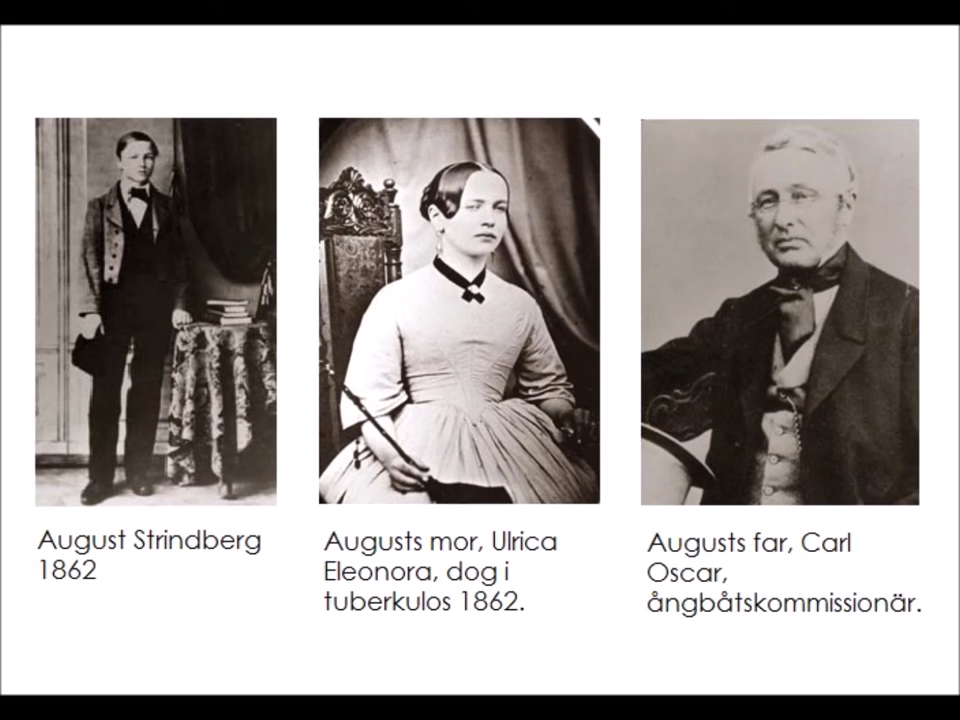 August Strindberg
1862
Augusts mor, Ulrica
Eleonora, dog i
tuberkulos 1862.
Augusts far, Carl
Oscar,
ångbåtskommissionär.